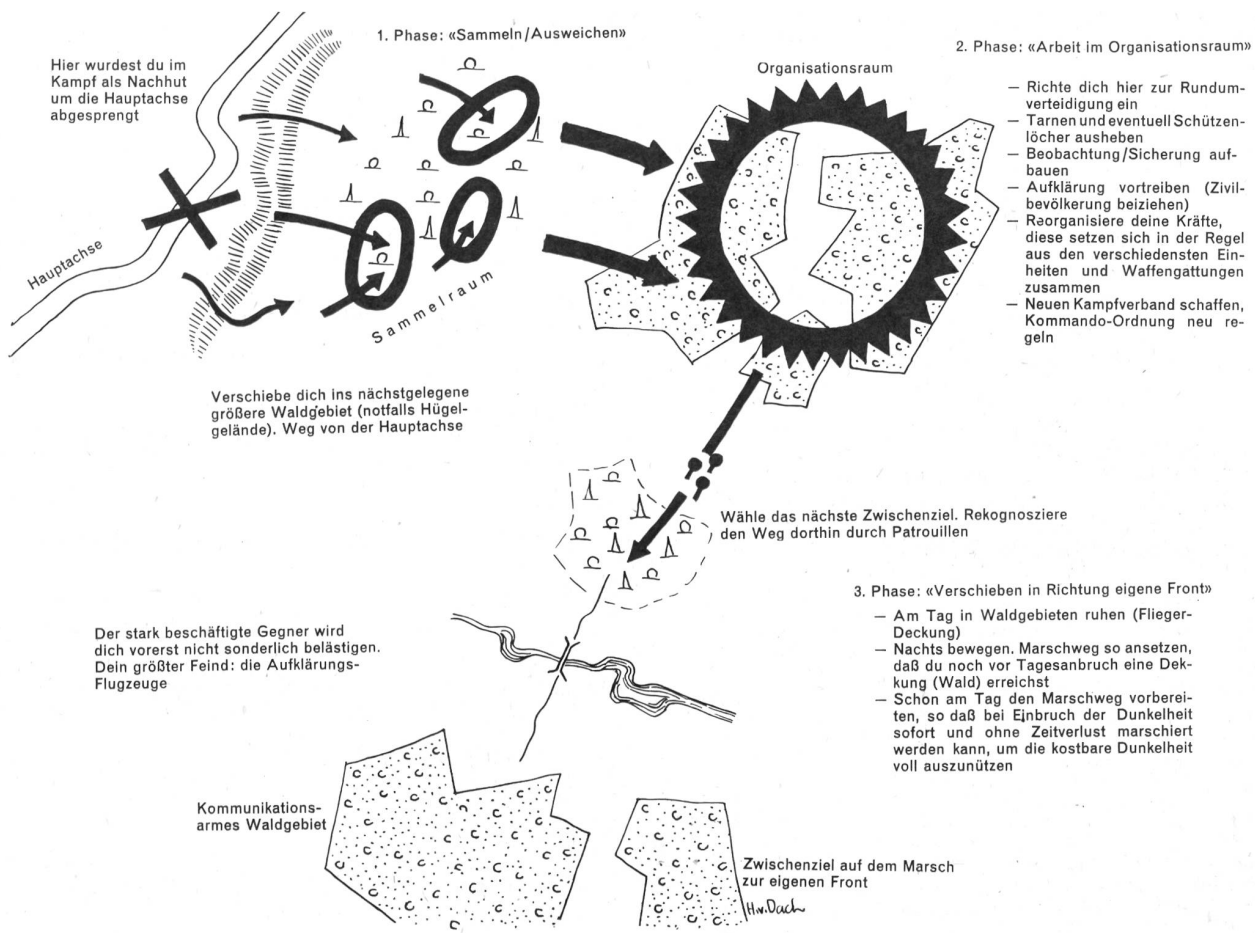 1. Phase: «Sammeln/Ausweichen»
Hier wurdest du im
Kampf als Nachhut
um die Hauptachse
abgesprengt
Hauptachse
Sammelraum
Verschiebe dich ins nächstgelegene
größere Waldgebiet (notfalls Hügel-
gelände). Weg von der Hauptachse
Organisationsraum
2. Phase: «Arbeit im Organisationsraum»
— Richte dich hier zur Rundum-
verteidigung ein
— Tarnen und eventuell Schützen-
löcher ausheben
— Beobachtung/Sicherung auf-
bauen
— Aufklärung vortreiben (Zivil-
bevölkerung beiziehen)
— Reorganisiere deine Kräfte,
diese setzen sich in der Regel
aus den verschiedensten Ein-
heiten und Waffengattungen
zusammen
— Neuen Kampfverband schaffen,
Kommando-Ordnung neu re-
geln
Wähle das nächste Zwischenziel. Rekognosziere
den Weg dorthin durch Patrouillen
3. Phase: «Verschieben in Richtung eigene Front»
— Am Tag in Waldgebieten ruhen (Flieger-
Deckung)
— Nachts bewegen. Marschweg so ansetzen,
daß du noch vor Tagesanbruch eine Dek-
kung (Wald) erreichst
— Schon am Tag den Marschweg vorberei-
ten, so daß bei Einbruch der Dunkelheit
sofort und ohne Zeitverlust marschiert
werden kann, um die kostbare Dunkelheit
voll auszunützen
Der stark beschäftigte Gegner wird
dich vorerst nicht sonderlich belästigen.
Dein größter Feind: die Aufklärungs-
Flugzeuge
Kommunikations-
armes Waldgebiet
Zwischenziel auf dem Marsch
zur eigenen Front
H.v.Dach